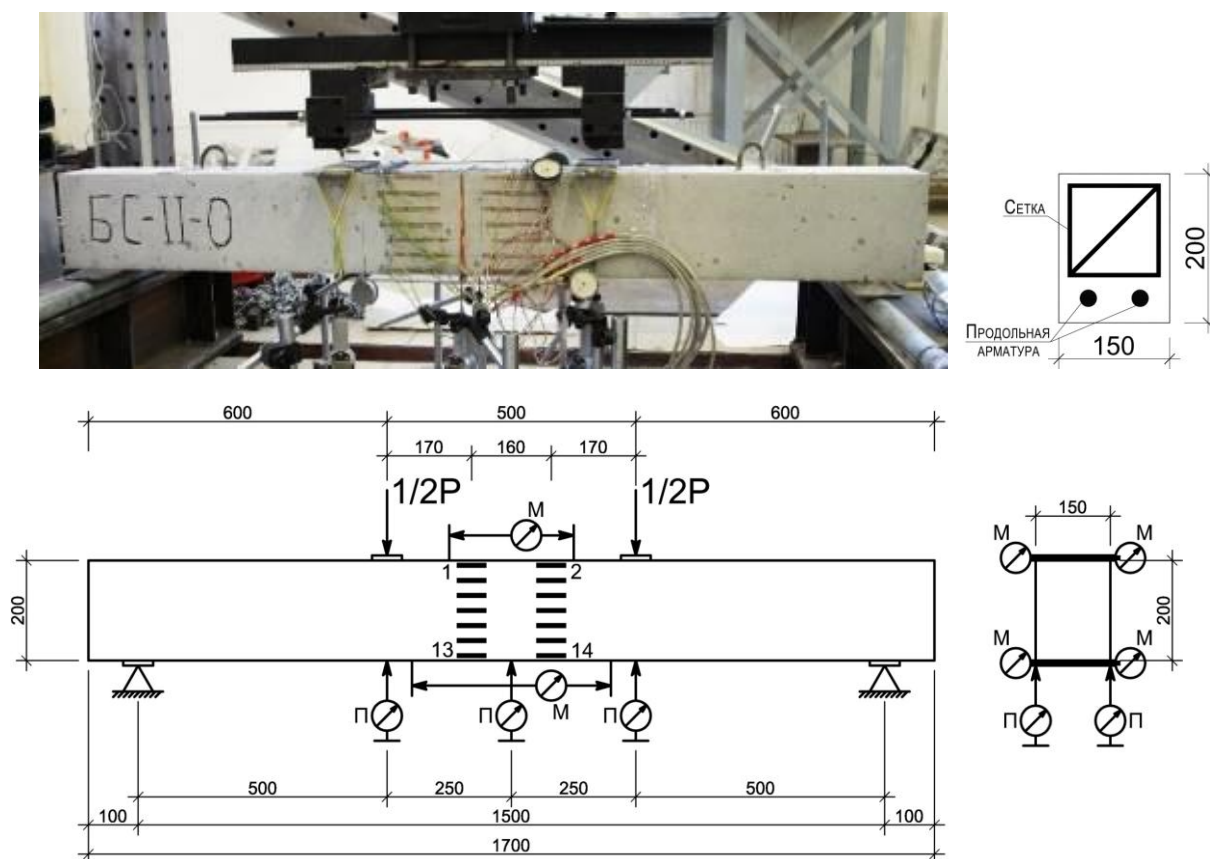 БС-II-0
СЕТКА
200
ПРОДОЛЬНАЯ
АРМАТУРА
150
600 500 600
170 160 170
1/2P 1/2P
М
1 2
200
13 14
М
П П П
500 250 250 500
100 1500 100
1700
150
М М
200
М М
П П